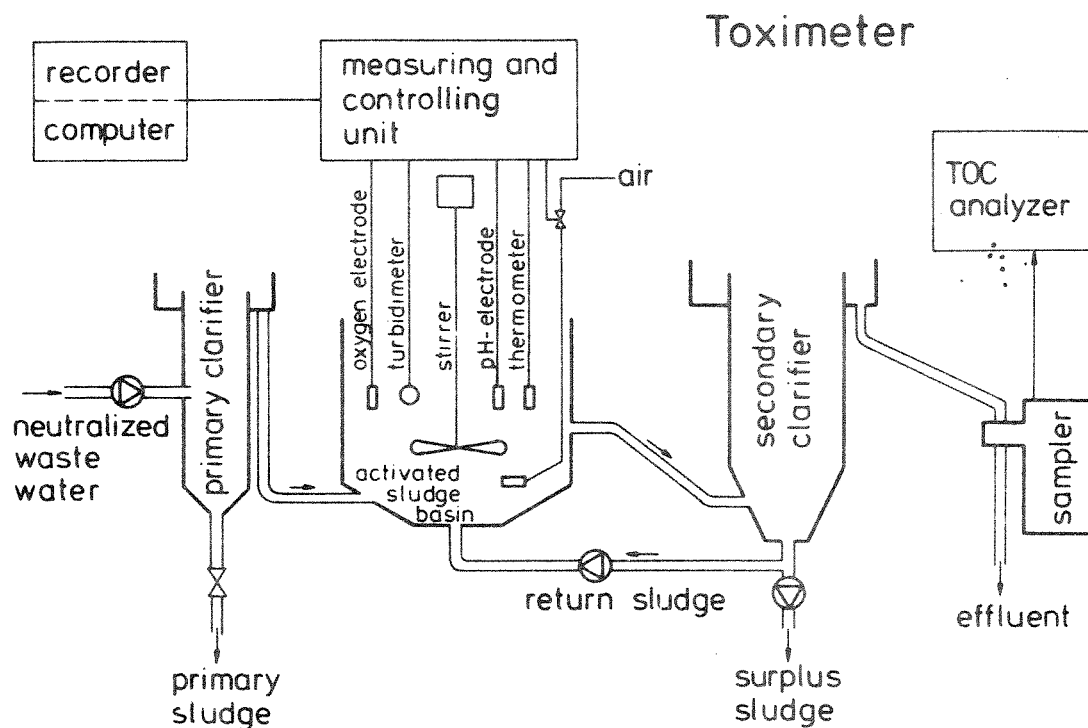 Toximeter
recorder
computer
measuring and
controlling
unit
air
TOC
analyzer
oxygen electrode
turbidimeter
stirrer
pH-electrode
thermometer
primary clarifier
neutralized
waste
water
activated
sludge
basin
secondary
clarifier
sampler
return sludge
effluent
primary
sludge
surplus
sludge